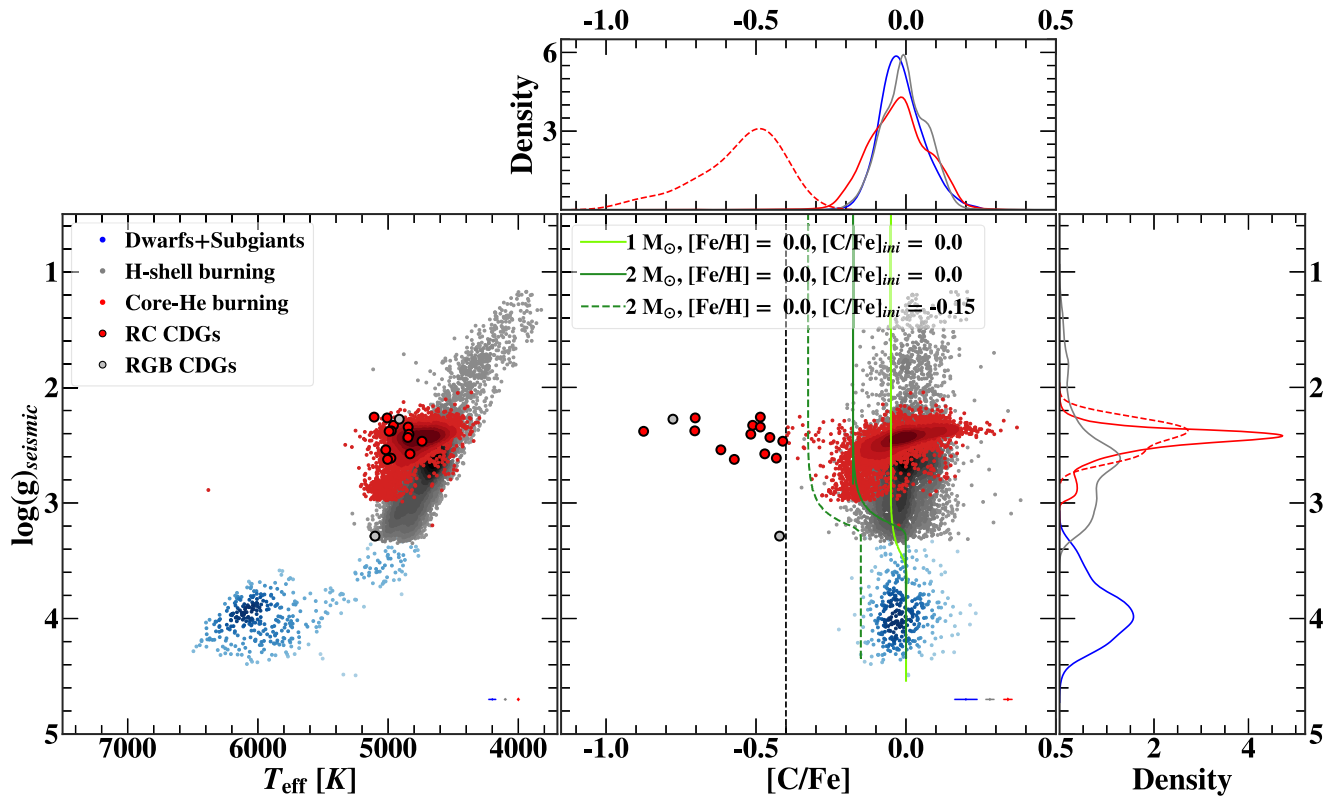 -1.0 -0.5 0.0 0.5
6
3
Density
Dwarfs+Subgiants
H-shell burning
Core-He burning
RC CDGs
RGB CDGs
1 M⊙, [Fe/H] = 0.0, [C/Fe]ini = 0.0
2 M⊙, [Fe/H] = 0.0, [C/Fe]ini = 0.0
2 M⊙, [Fe/H] = 0.0, [C/Fe]ini = -0.15
1
2
3
4
5
log(g)seismic
1
2
3
4
5
7000 6000 5000 4000
-1.0 -0.5 0.0 0.5
2 4
Teff [K]
[C/Fe]
Density